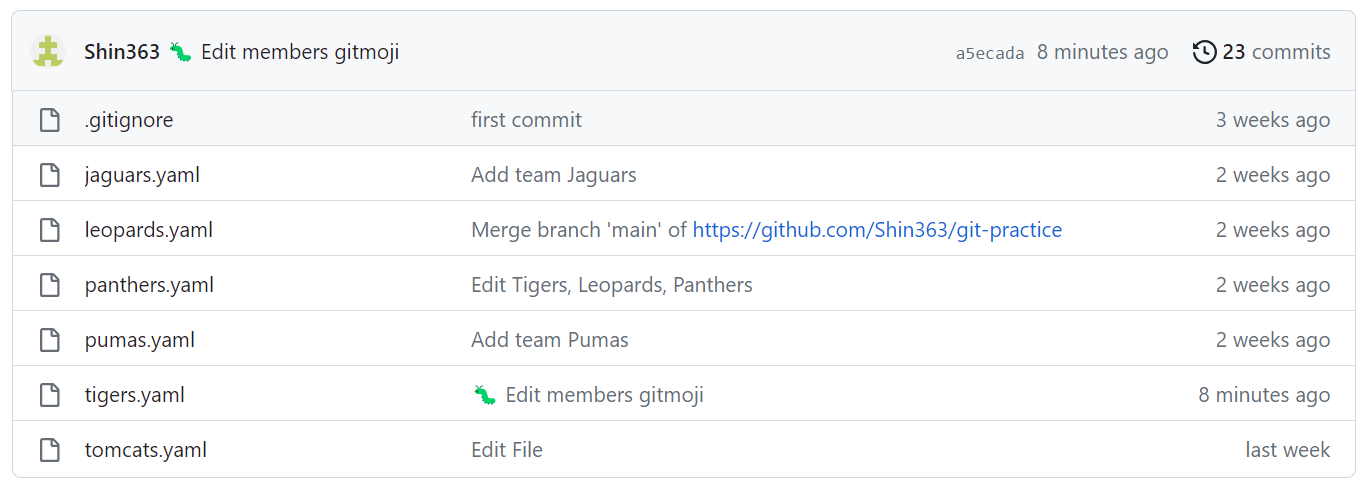 Shin363 🐛 Edit members gitmoji a5ecada 8 minutes ago 23 commits
.gitignore first commit 3 weeks ago
jaguars.yaml Add team Jaguars 2 weeks ago
leopards.yaml Merge branch 'main' of https://github.com/Shin363/git-practice 2 weeks ago
panthers.yaml Edit Tigers, Leopards, Panthers 2 weeks ago
pumas.yaml Add team Pumas 2 weeks ago
tigers.yaml 🐛 Edit members gitmoji 8 minutes ago
tomcats.yaml Edit File last week